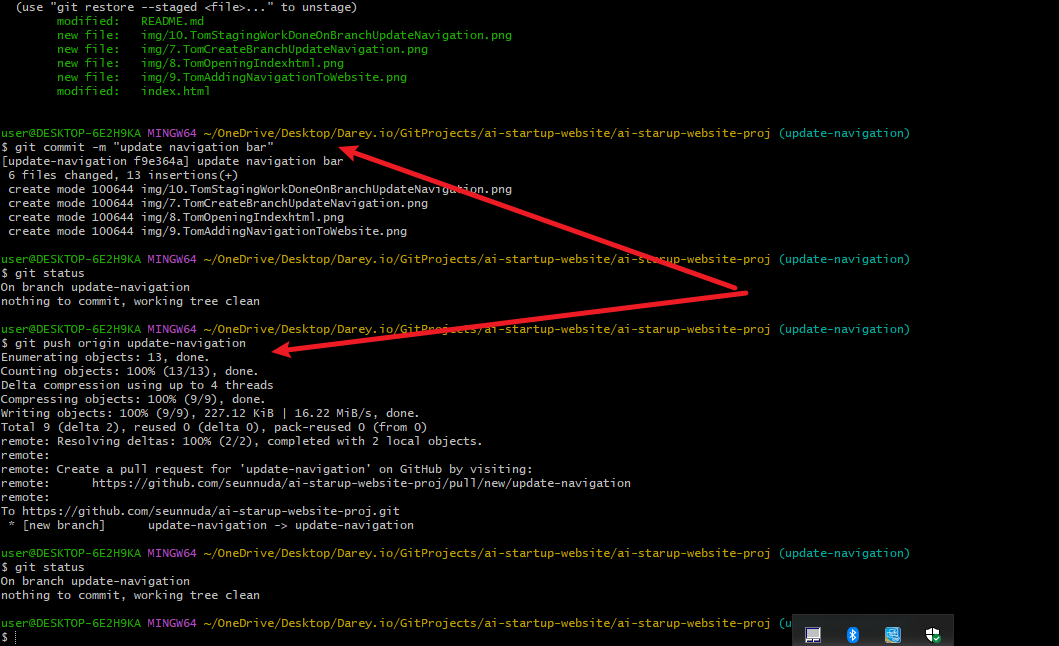 (use "git restore --staged <file>..." to unstage)
modified:   README.md
new file:   img/10.TomStagingWorkDoneOnBranchUpdateNavigation.png
new file:   img/7.TomCreateBranchUpdateNavigation.png
new file:   img/8.TomOpeningIndexhtml.png
new file:   img/9.TomAddingNavigationToWebsite.png
modified:   index.html
user@DESKTOP-6E2H9KA MINGW64 ~/OneDrive/Desktop/Darey.io/GitProjects/ai-startup-website/ai-starup-website-proj (update-navigation)
$ git commit -m "update navigation bar"
[update-navigation f9e364a] update navigation bar
6 files changed, 13 insertions(+)
create mode 100644 img/10.TomStagingWorkDoneOnBranchUpdateNavigation.png
create mode 100644 img/7.TomCreateBranchUpdateNavigation.png
create mode 100644 img/8.TomOpeningIndexhtml.png
create mode 100644 img/9.TomAddingNavigationToWebsite.png
user@DESKTOP-6E2H9KA MINGW64 ~/OneDrive/Desktop/Darey.io/GitProjects/ai-startup-website/ai-starup-website-proj (update-navigation)
$ git status
On branch update-navigation
nothing to commit, working tree clean
user@DESKTOP-6E2H9KA MINGW64 ~/OneDrive/Desktop/Darey.io/GitProjects/ai-startup-website/ai-starup-website-proj (update-navigation)
$ git push origin update-navigation
Enumerating objects: 13, done.
Counting objects: 100% (13/13), done.
Delta compression using up to 4 threads
Compressing objects: 100% (9/9), done.
Writing objects: 100% (9/9), 227.12 KiB | 16.22 MiB/s, done.
Total 9 (delta 2), reused 0 (delta 0), pack-reused 0 (from 0)
remote: Resolving deltas: 100% (2/2), completed with 2 local objects.
remote:
remote: Create a pull request for 'update-navigation' on GitHub by visiting:
remote:      https://github.com/seunnuda/ai-starup-website-proj/pull/new/update-navigation
remote:
To https://github.com/seunnuda/ai-starup-website-proj.git
* [new branch]      update-navigation -> update-navigation
user@DESKTOP-6E2H9KA MINGW64 ~/OneDrive/Desktop/Darey.io/GitProjects/ai-startup-website/ai-starup-website-proj (update-navigation)
$ git status
On branch update-navigation
nothing to commit, working tree clean
user@DESKTOP-6E2H9KA MINGW64 ~/OneDrive/Desktop/Darey.io/GitProjects/ai-startup-website/ai-starup-website-proj (u
$